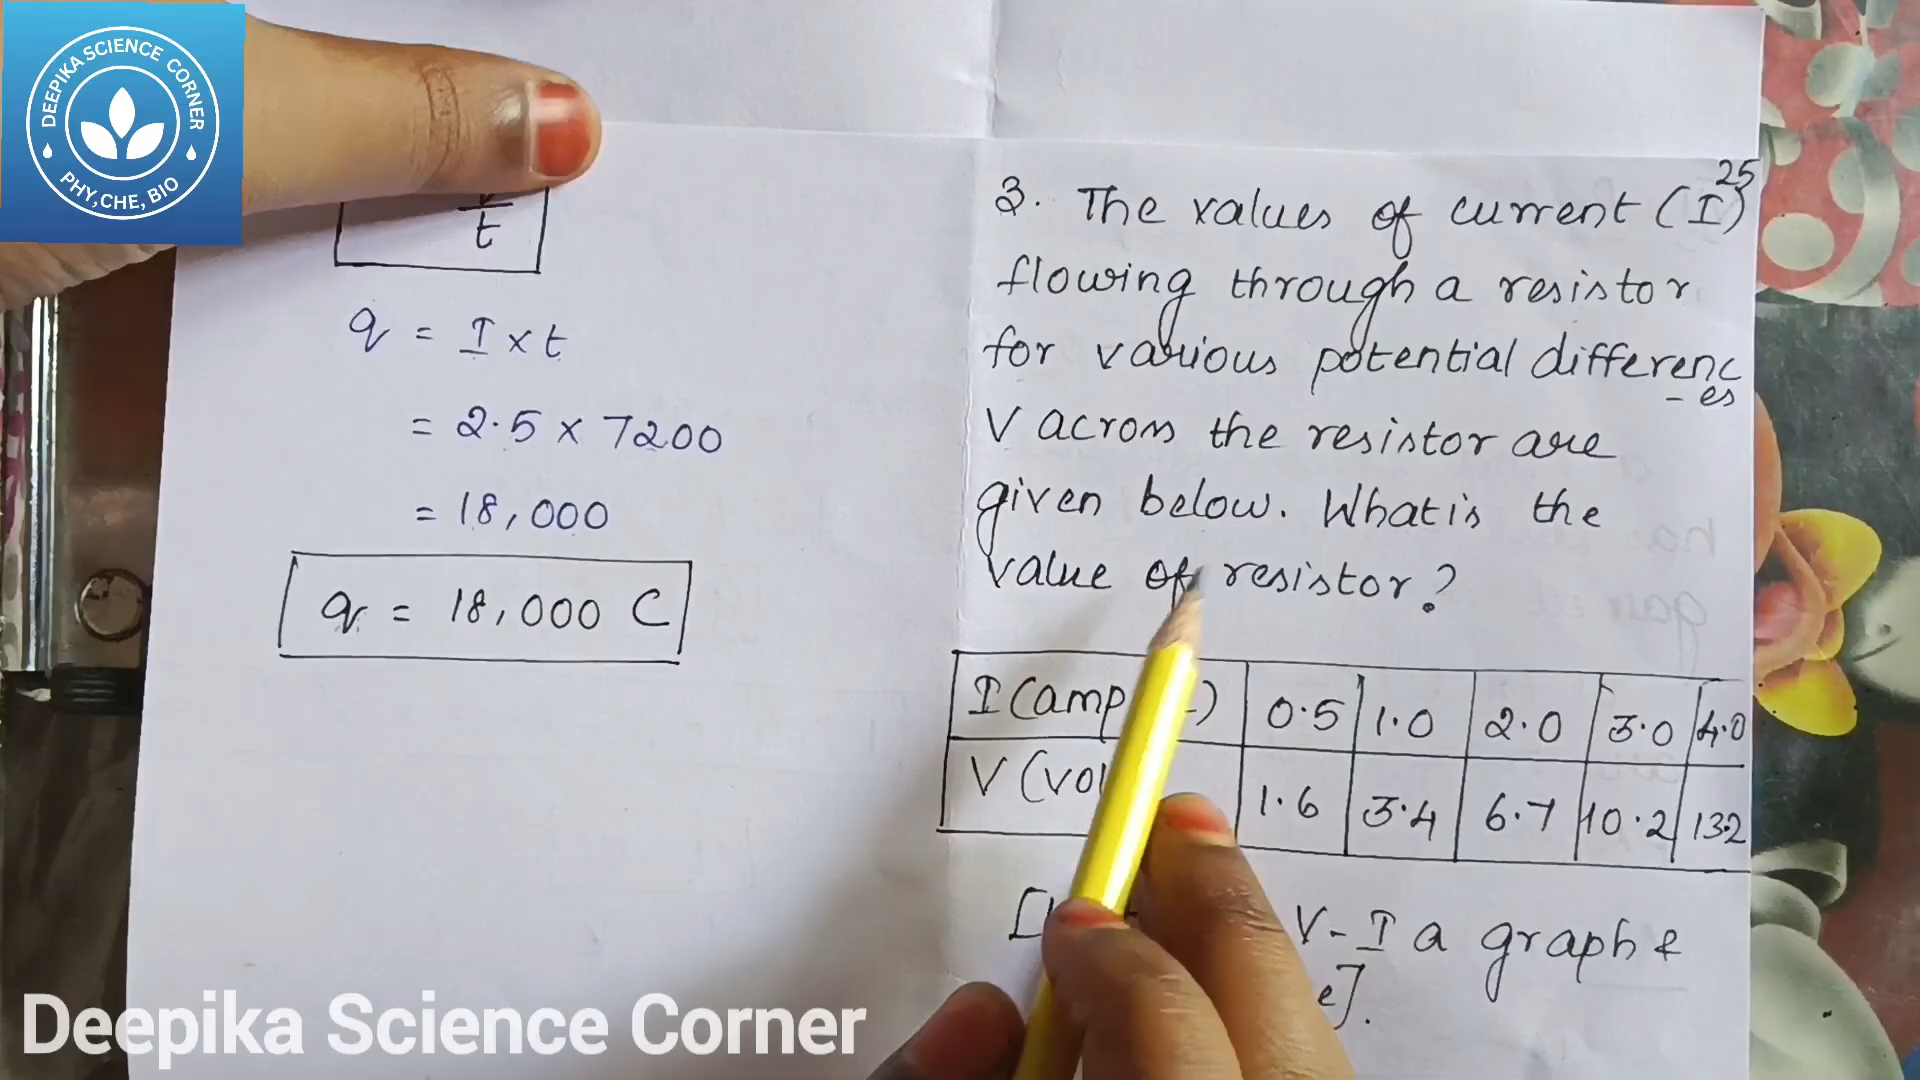 DEEPIKA SCIENCE CORNER
PHY, CHE, BIO
t
q = I × t
= 2.5 × 7200
= 18,000
q = 18,000 C
25
3. The values of current (I)
flowing through a resistor
for various potential differenc
- es
V across the resistor are
given below. What is the
value of resistor?
I (amp 0.5 1.0 2.0 3.0 4.0
V (vol 1.6 3.4 6.7 10.2 13.2
V - I a graph &
e].
Deepika Science Corner